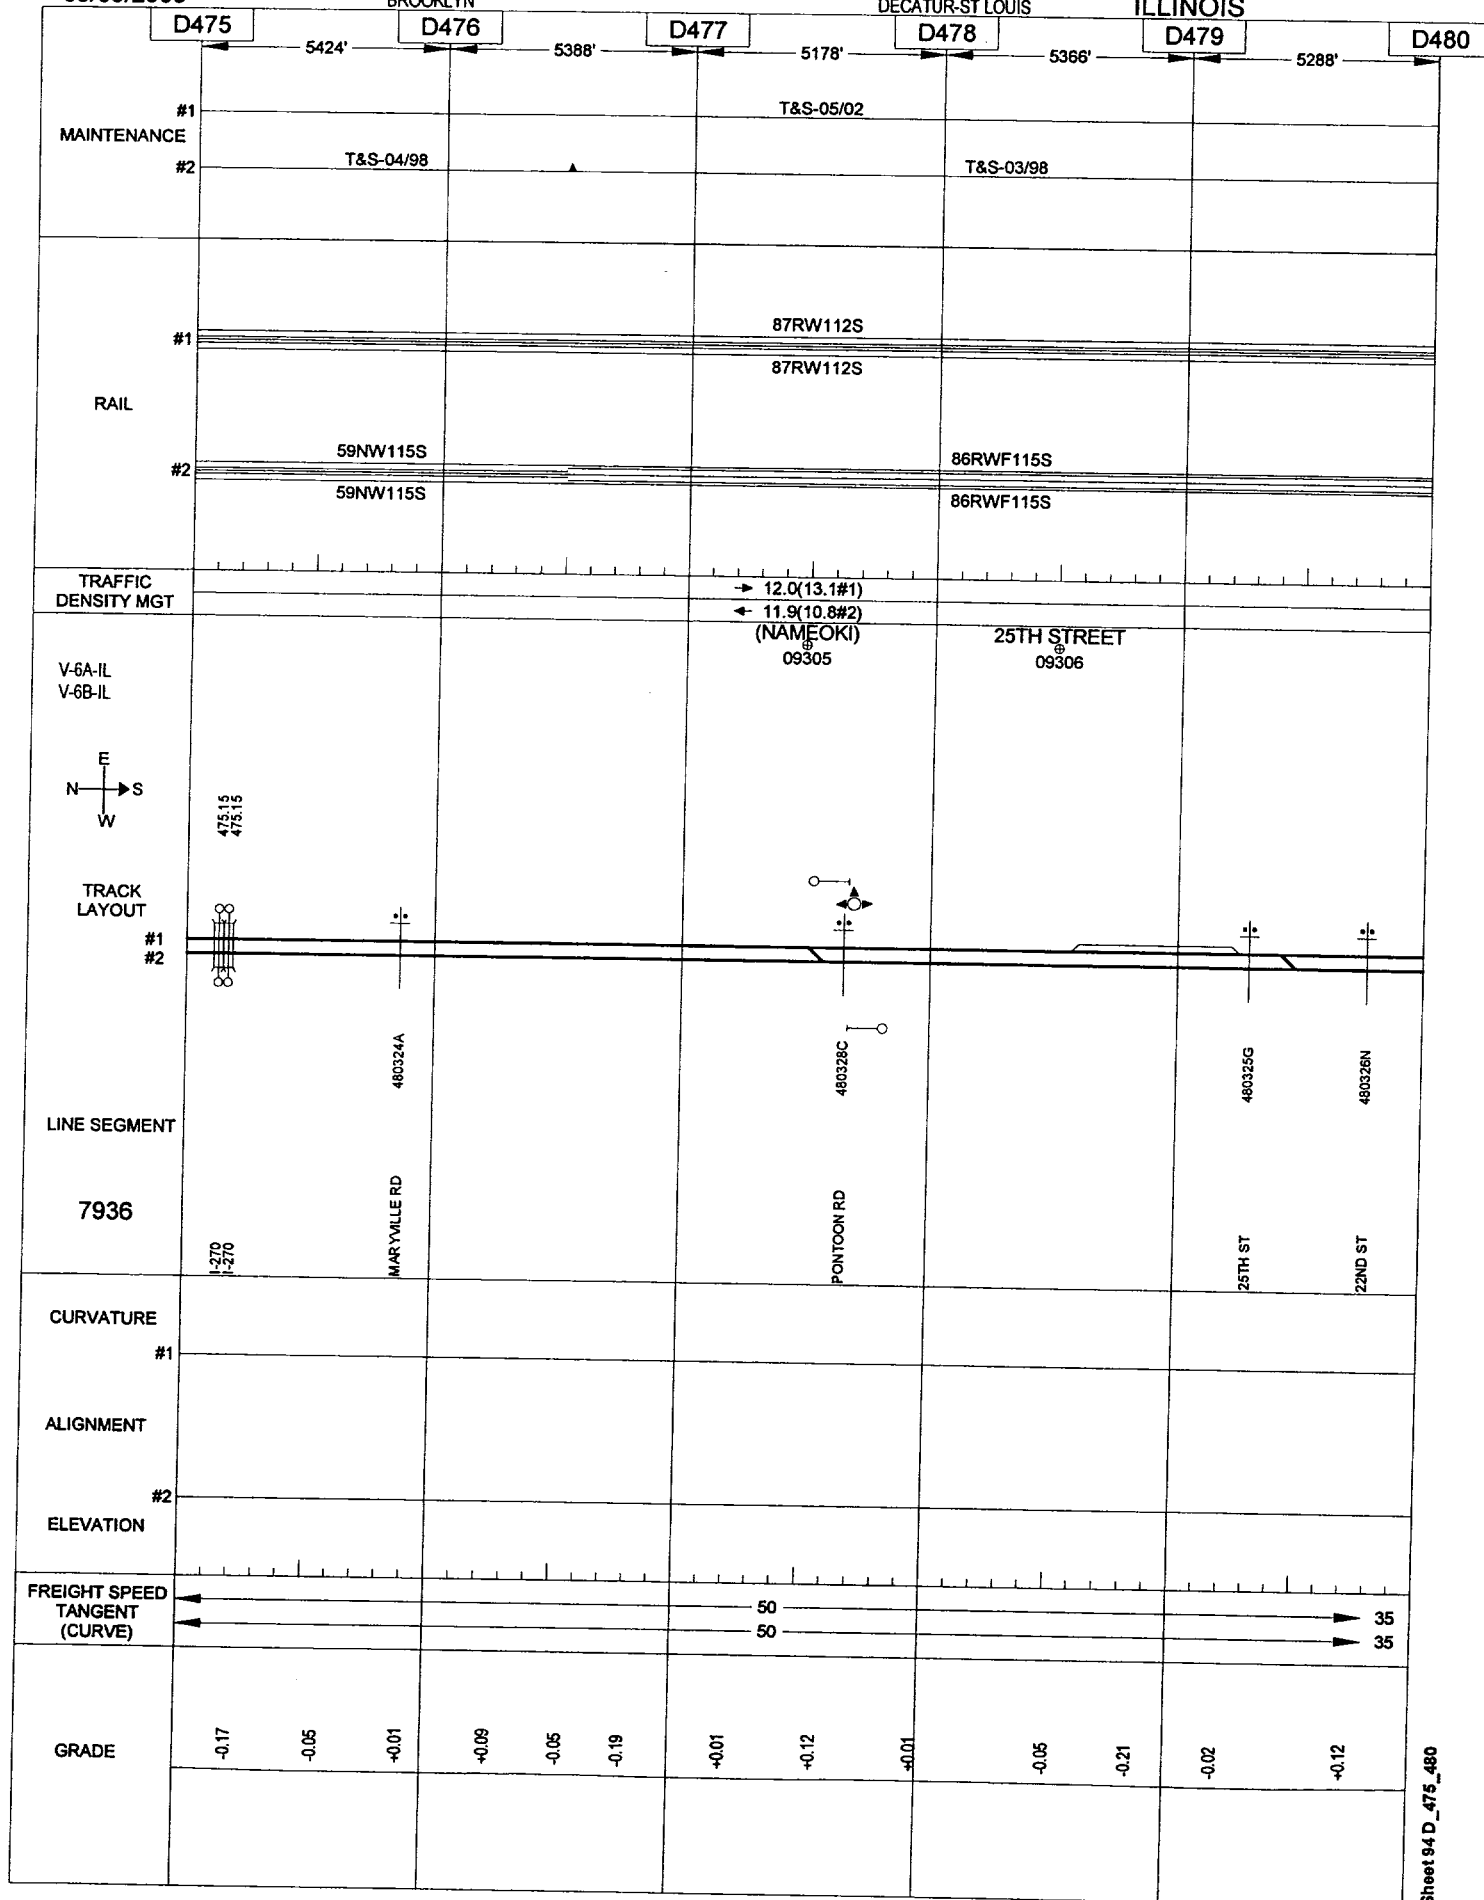 BROOKLYN
DECATUR-ST LOUIS
ILLINOIS
D475
D476
D477
D478
D479
D480
5424'
5388'
5178'
5366'
5288'
MAINTENANCE
#1
T&S-05/02
#2
T&S-04/98
T&S-03/98
RAIL
#1
87RW112S
87RW112S
#2
59NW115S
86RWF115S
59NW115S
86RWF115S
TRAFFIC
DENSITY MGT
12.0(13.1#1)
11.9(10.8#2)
(NAMEOKI)
09305
25TH STREET
09306
V-6A-IL
V-6B-IL
E
N
S
W
475.15
475.15
TRACK
LAYOUT
#1
#2
480324A
480328C
480325G
480326N
LINE SEGMENT
7936
I-270
I-270
MARYVILLE RD
PONTOON RD
25TH ST
22ND ST
CURVATURE
#1
ALIGNMENT
#2
ELEVATION
FREIGHT SPEED
TANGENT
(CURVE)
50
35
50
35
GRADE
-0.17
-0.05
+0.01
+0.09
-0.05
-0.19
+0.01
+0.12
+0.01
-0.05
-0.21
-0.02
+0.12
Sheet 94 D_475_480